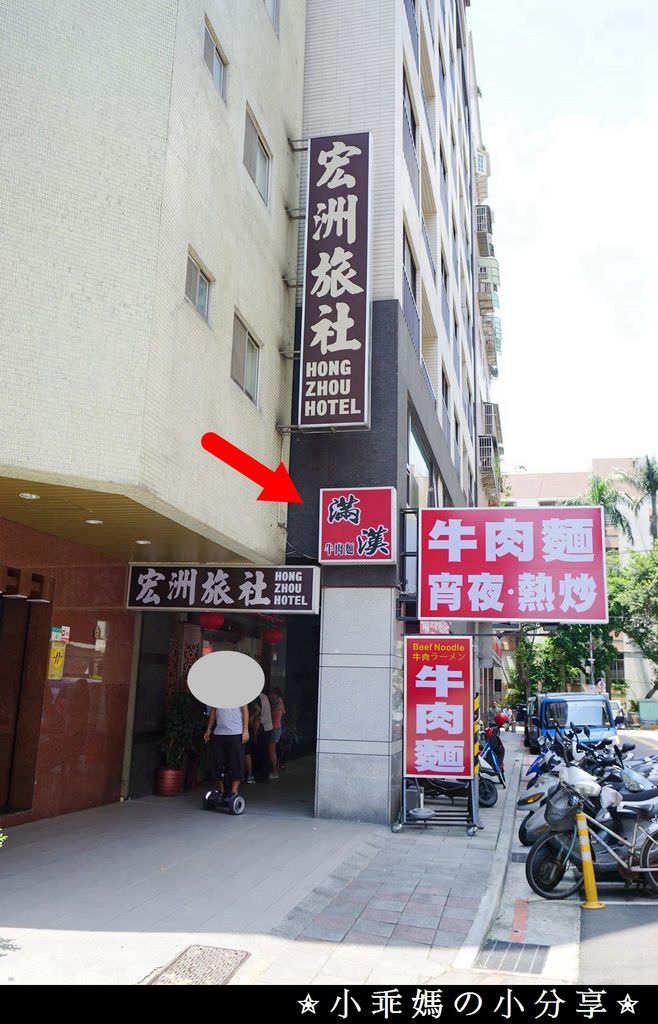 宏洲旅社
HONG
ZHOU
HOTEL
滿漢
牛肉麵
牛肉麵
宵夜·熱炒
宏洲旅社 HONG
ZHOU
HOTEL
Beef Noodle
牛肉ラーメン
牛肉麵
★小乖媽の小分享★